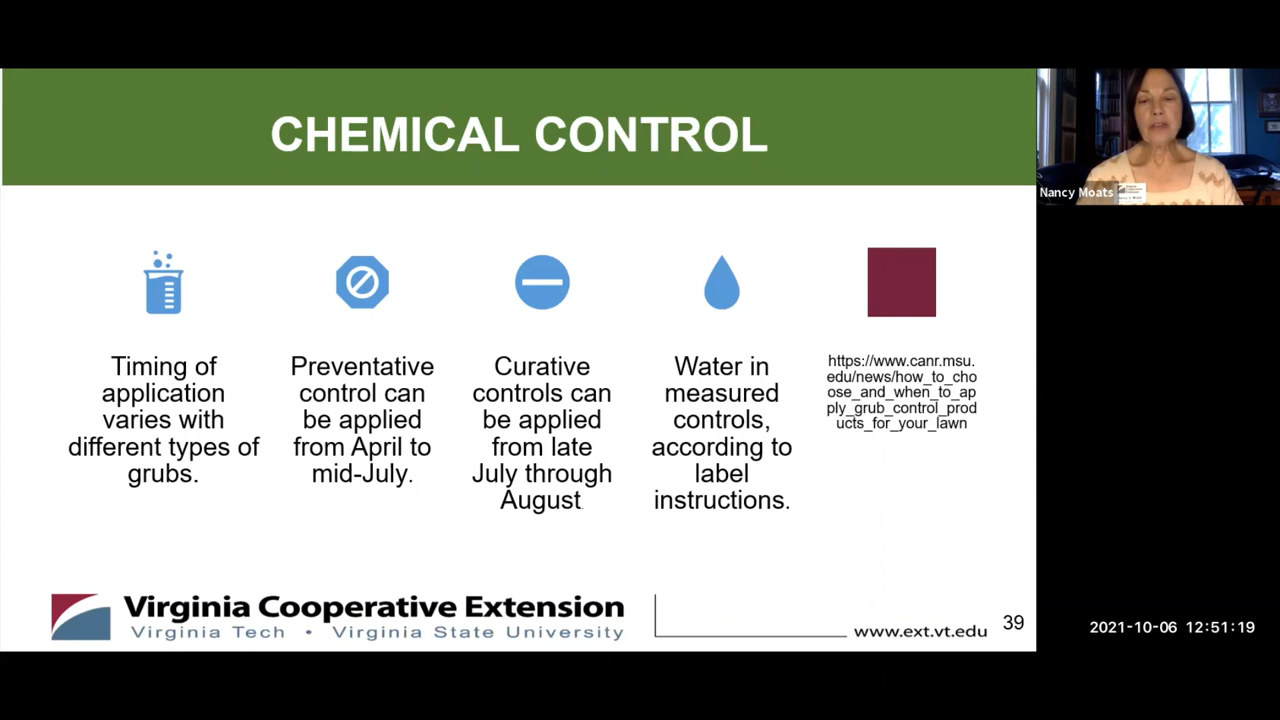 CHEMICAL CONTROL
Nancy Moats
Timing of
application
varies with
different types of
grubs.
Preventative
control can
be applied
from April to
mid-July.
Curative
controls can
be applied
from late
July through
August.
Water in
measured
controls,
according to
label
instructions.
https://www.canr.msu.
edu/news/how_to_cho
ose_and_when_to_ap
ply_grub_control_prod
ucts_for_your_lawn
Virginia Cooperative Extension
Virginia Tech • Virginia State University
www.ext.vt.edu
39
2021-10-06 12:51:19